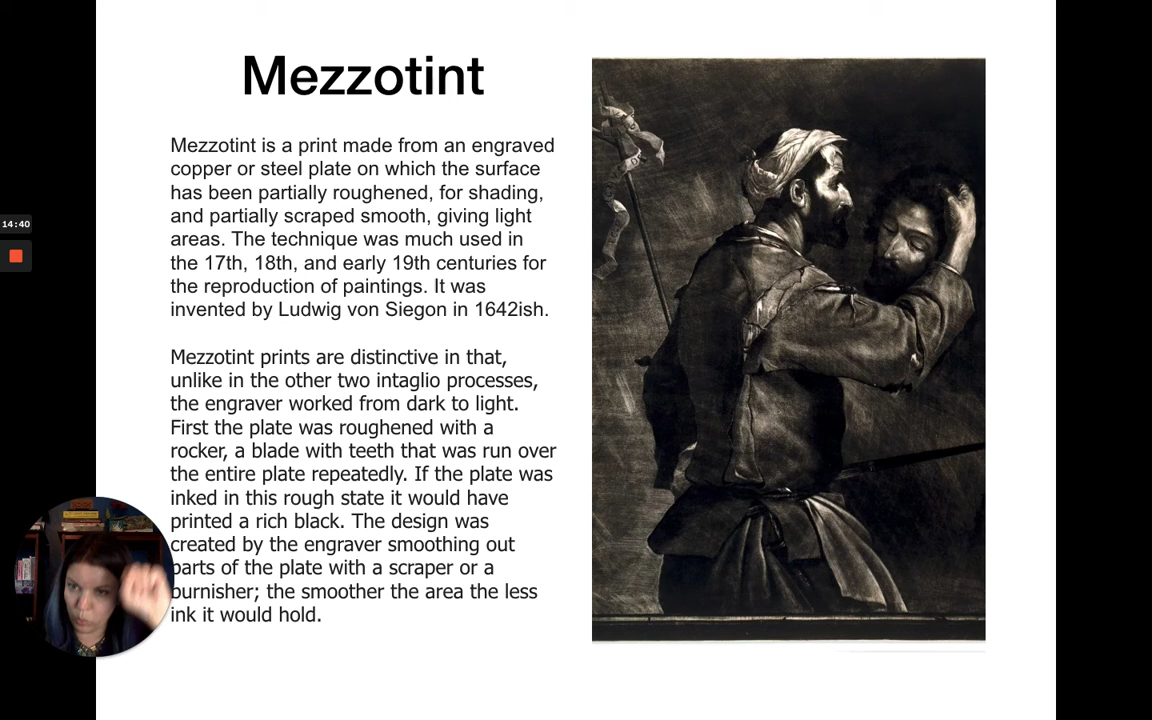 Mezzotint
Mezzotint is a print made from an engraved
copper or steel plate on which the surface
has been partially roughened, for shading,
and partially scraped smooth, giving light
areas. The technique was much used in
the 17th, 18th, and early 19th centuries for
the reproduction of paintings. It was
invented by Ludwig von Siegon in 1642ish.
Mezzotint prints are distinctive in that,
unlike in the other two intaglio processes,
the engraver worked from dark to light.
First the plate was roughened with a
rocker, a blade with teeth that was run over
the entire plate repeatedly. If the plate was
inked in this rough state it would have
printed a rich black. The design was
created by the engraver smoothing out
parts of the plate with a scraper or a
burnisher; the smoother the area the less
ink it would hold.
14:40